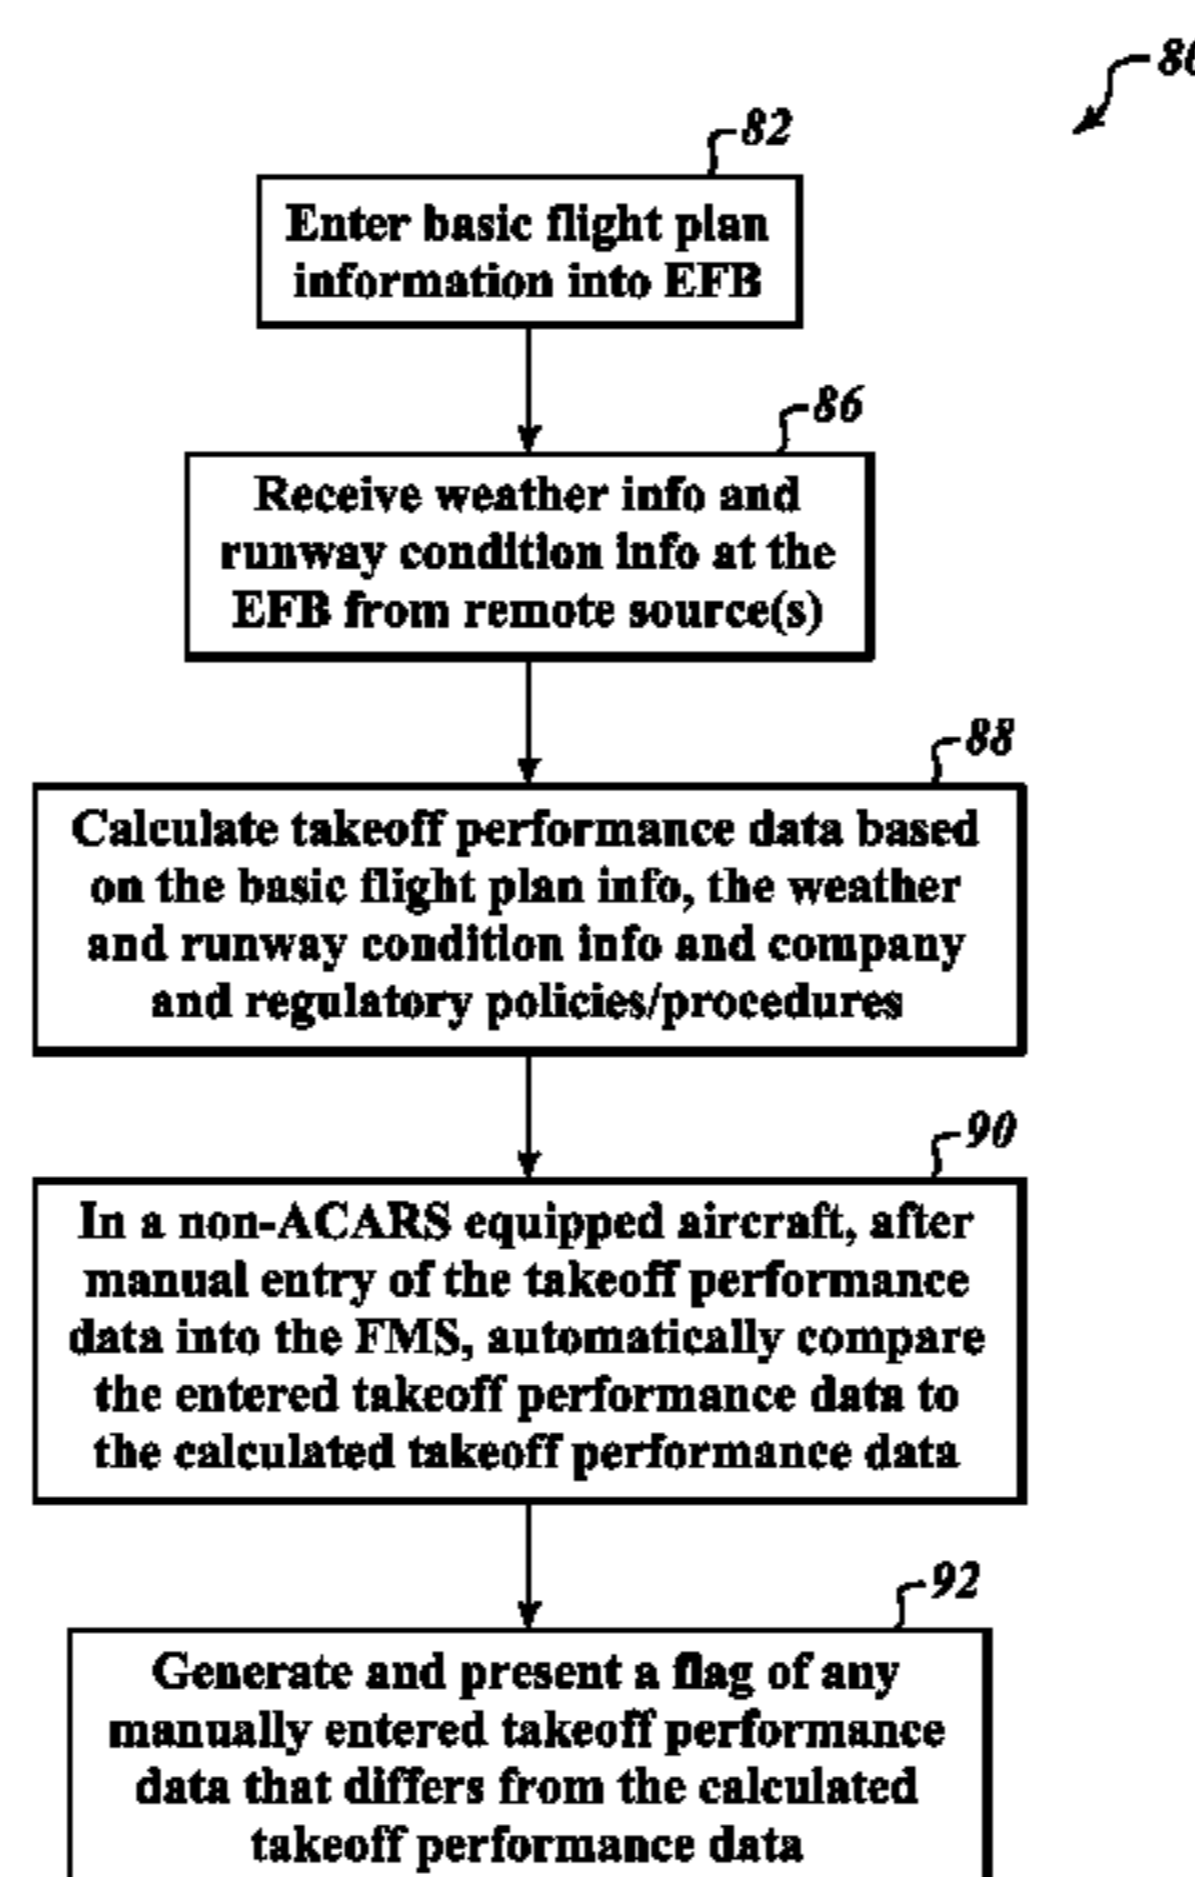 82
Enter basic flight plan
information into EFB
86
Receive weather info and
runway condition info at the
EFB from remote source(s)
88
Calculate takeoff performance data based
on the basic flight plan info, the weather
and runway condition info and company
and regulatory policies/procedures
90
In a non-ACARS equipped aircraft, after
manual entry of the takeoff performance
data into the FMS, automatically compare
the entered takeoff performance data to
the calculated takeoff performance data
92
Generate and present a flag of any
manually entered takeoff performance
data that differs from the calculated
takeoff performance data